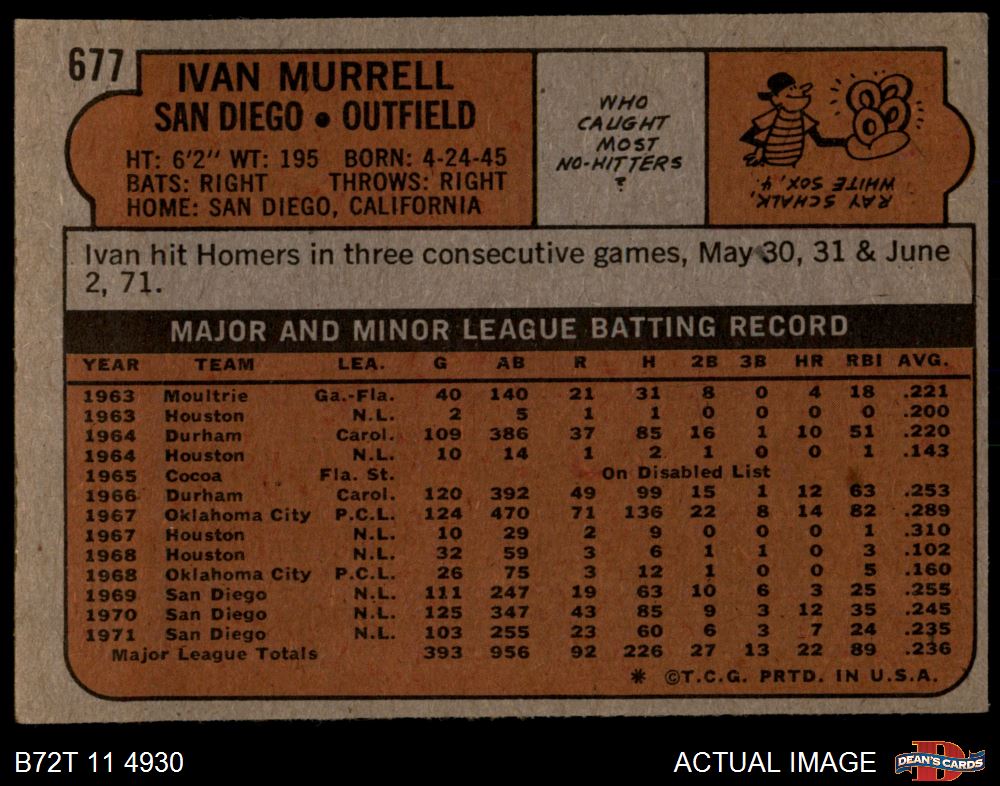 677
IVAN MURRELL
SAN DIEGO • OUTFIELD
HT: 6'2" WT: 195 BORN: 4-24-45
BATS: RIGHT THROWS: RIGHT
HOME: SAN DIEGO, CALIFORNIA
WHO
CAUGHT
MOST
NO-HITTERS
?
RAY SCHALK,
WHITE SOX, 4.
Ivan hit Homers in three consecutive games, May 30, 31 & June
2, 71.
MAJOR AND MINOR LEAGUE BATTING RECORD
YEAR TEAM LEA. G AB R H 2B 3B HR RBI AVG.
1963 Moultrie Ga.-Fla. 40 140 21 31 8 0 4 18 .221
1963 Houston N.L. 2 5 1 1 0 0 0 0 .200
1964 Durham Carol. 109 386 37 85 16 1 10 51 .220
1964 Houston N.L. 10 14 1 2 1 0 0 1 .143
1965 Cocoa Fla. St. On Disabled List
1966 Durham Carol. 120 392 49 99 15 1 12 63 .253
1967 Oklahoma City P.C.L. 124 470 71 136 22 8 14 82 .289
1967 Houston N.L. 10 29 2 9 0 0 0 1 .310
1968 Houston N.L. 32 59 3 6 1 1 0 3 .102
1968 Oklahoma City P.C.L. 26 75 3 12 1 0 0 5 .160
1969 San Diego N.L. 111 247 19 63 10 6 3 25 .255
1970 San Diego N.L. 125 347 43 85 9 3 12 35 .245
1971 San Diego N.L. 103 255 23 60 6 3 7 24 .235
Major League Totals 393 956 92 226 27 13 22 89 .236
* ©T.C.G. PRTD. IN U.S.A.
B72T 11 4930 ACTUAL IMAGE
D
DEAN'S CARDS